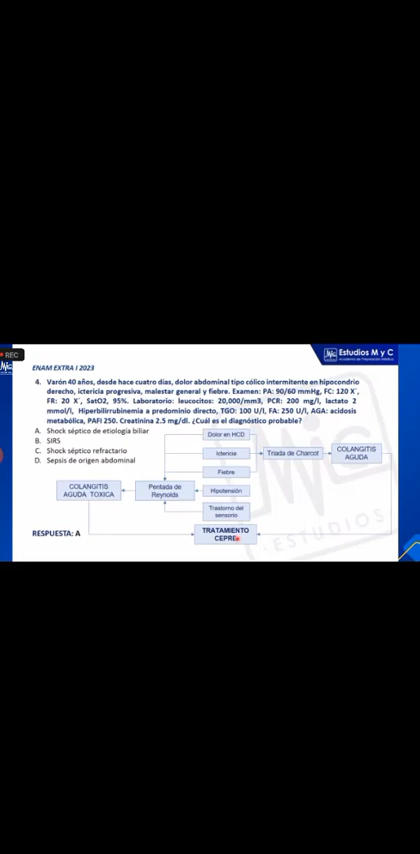 REC
Estudios M y C
ENAM EXTRA I 2023
4. Varón 40 años, desde hace cuatro días, dolor abdominal tipo cólico intermitente en hipocondrio
derecho, ictericia progresiva, malestar general y fiebre. Examen: PA: 90/60 mmHg, FC: 120 X´,
FR: 20 X´, SatO2, 95%. Laboratorio: leucocitos: 20,000/mm3, PCR: 200 mg/l, lactato 2
mmol/l, Hiperbilirrubinemia a predominio directo, TGO: 100 U/l, FA: 250 U/l, AGA: acidosis
metabólica, PAFI 250. Creatinina 2.5 mg/dl. ¿Cuál es el diagnóstico probable?
A. Shock séptico de etiología biliar
B. SIRS
C. Shock séptico refractario
D. Sepsis de origen abdominal
Dolor en HCD
Ictericia
Fiebre
Hipotensión
Trastorno del
sensorio
Triada de Charcot
COLANGITIS
AGUDA
Pentada de
Reynolds
COLANGITIS
AGUDA TOXICA
TRATAMIENTO
CEPRE
RESPUESTA: A
ESTUDIOS